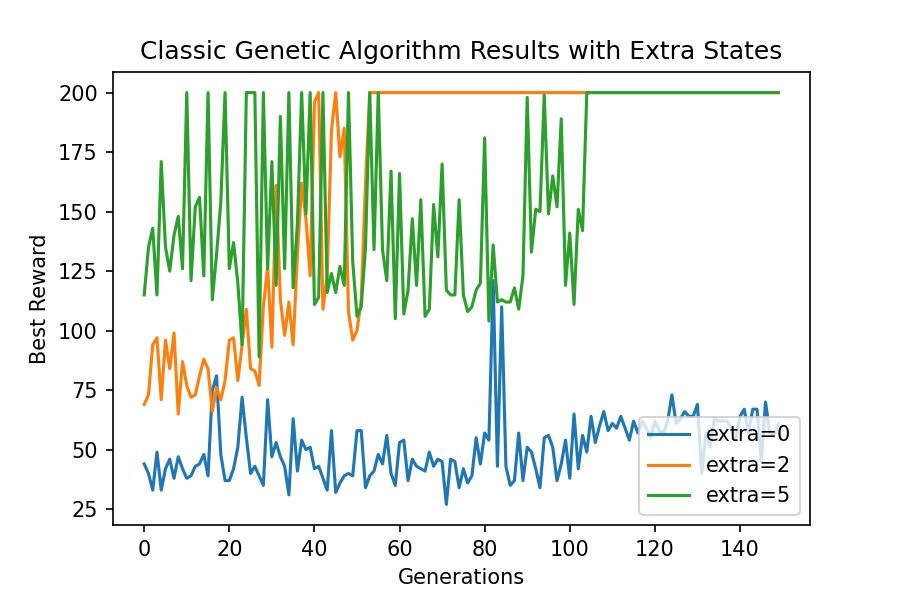 Classic Genetic Algorithm Results with Extra States
200
175
150
125
100
75
50
25
Best Reward
0 20 40 60 80 100 120 140
Generations
extra=0
extra=2
extra=5